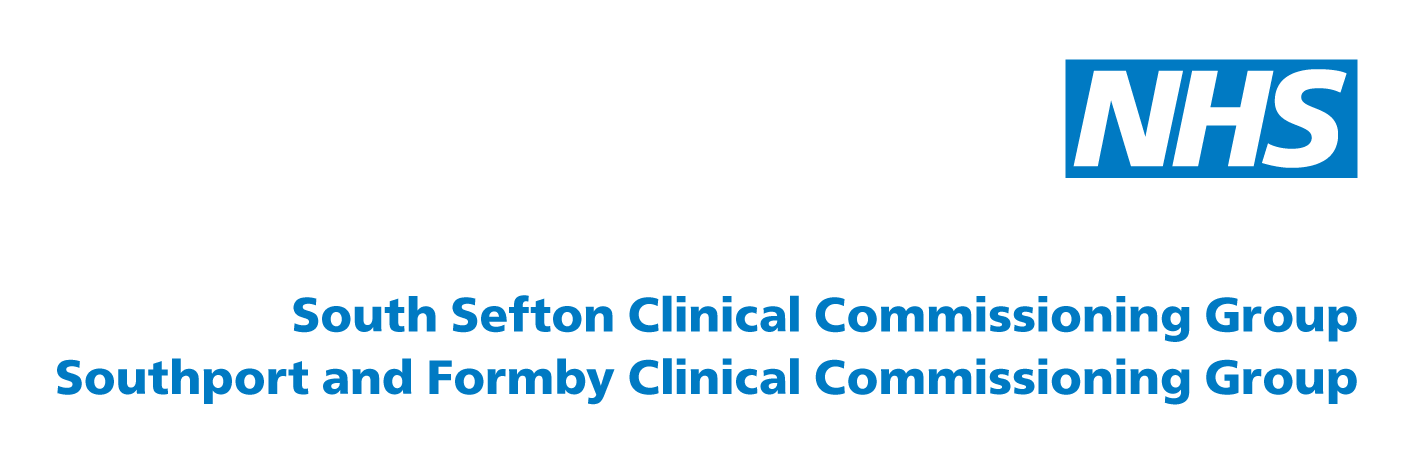 NHS
South Sefton Clinical Commissioning Group
Southport and Formby Clinical Commissioning Group